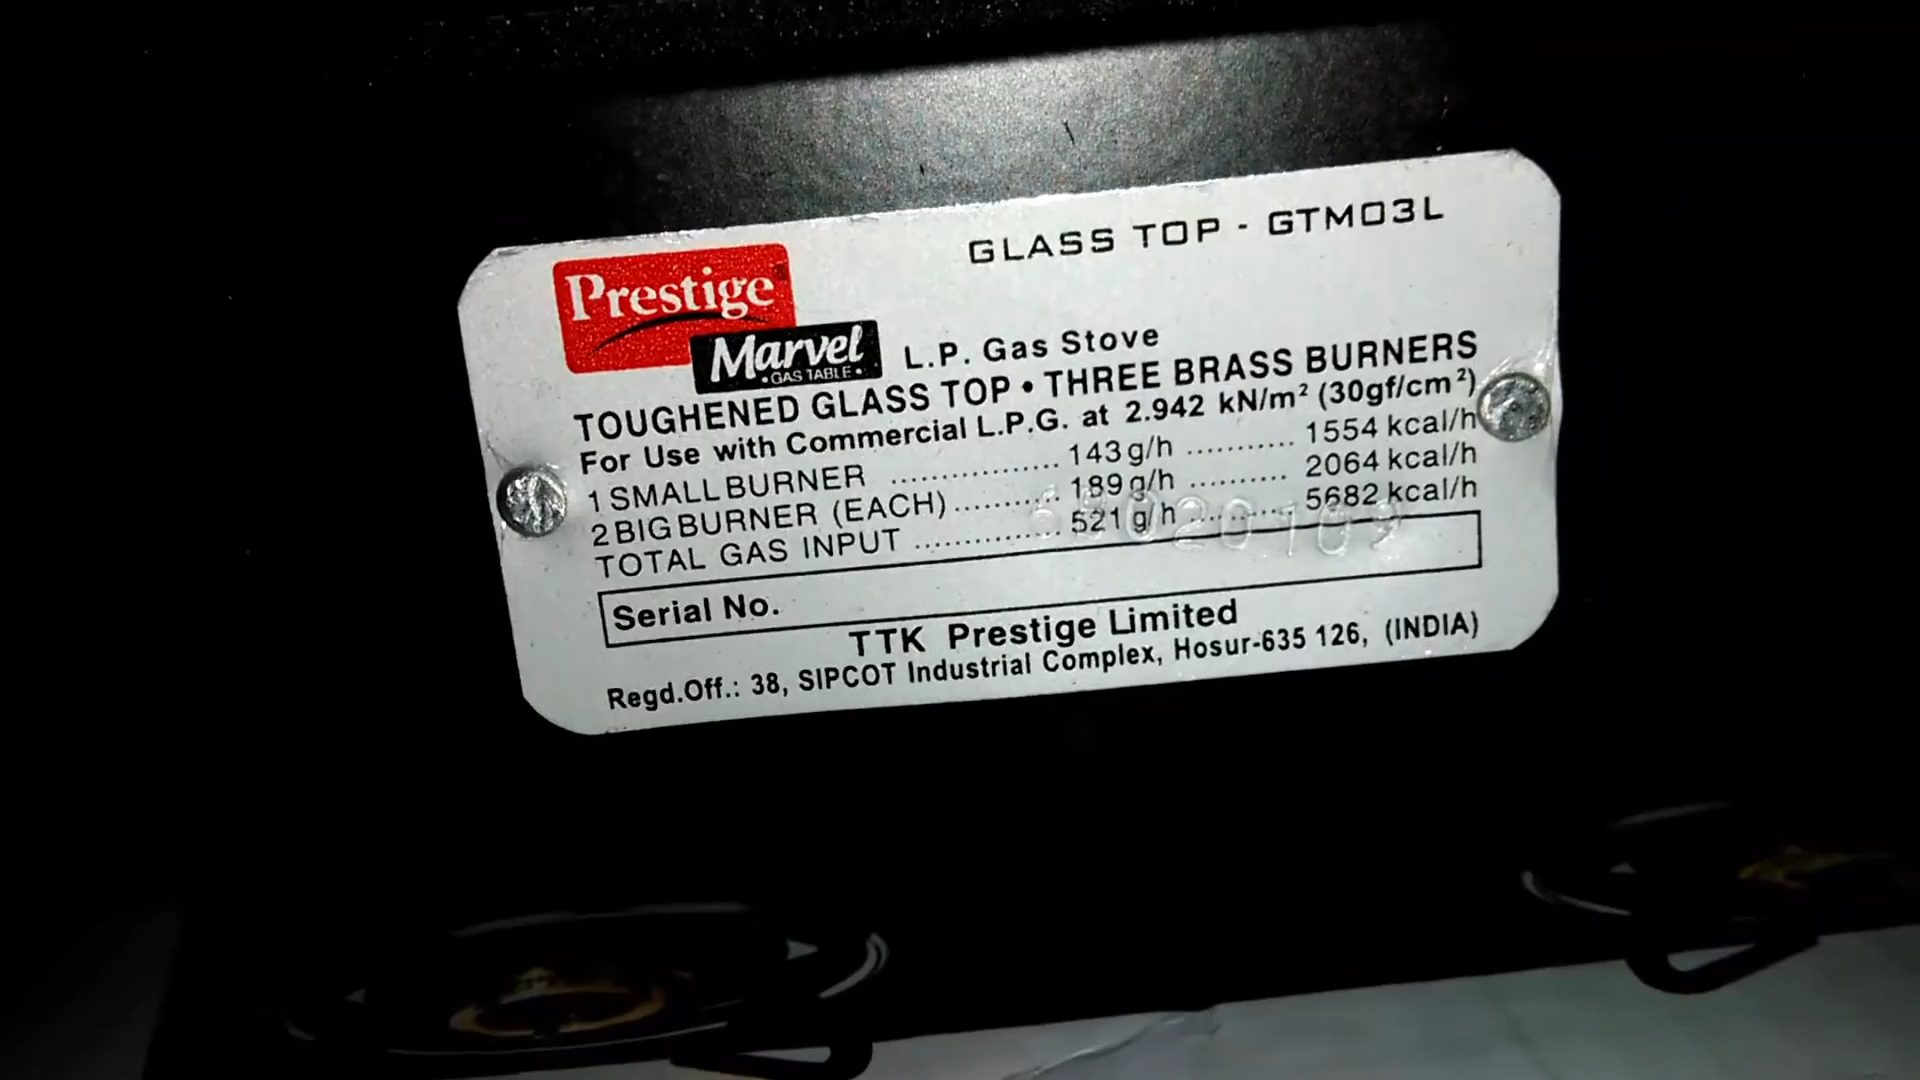 GLASS TOP - GTM03L
Prestige
Marvel
• GAS TABLE •
L.P. Gas Stove
TOUGHENED GLASS TOP • THREE BRASS BURNERS
For Use with Commercial L.P.G. at 2.942 kN/m² (30gf/cm²)
1 SMALL BURNER .................. 143 g/h ........... 1554 kcal/h
2 BIG BURNER (EACH) ........... 189 g/h .......... 2064 kcal/h
TOTAL GAS INPUT ............... 521 g/h ........... 5682 kcal/h
Serial No.
TTK Prestige Limited
Regd.Off.: 38, SIPCOT Industrial Complex, Hosur-635 126, (INDIA)